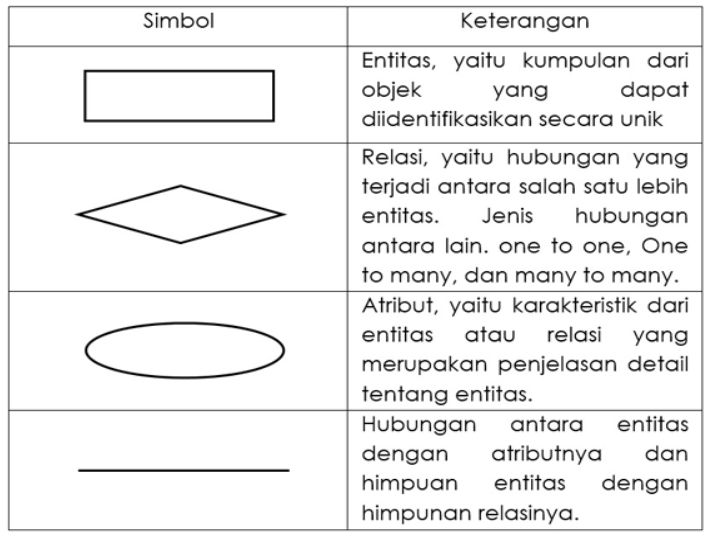 Simbol
Keterangan
Entitas, yaitu kumpulan dari
objek yang dapat
diidentifikasikan secara unik
Relasi, yaitu hubungan yang
terjadi antara salah satu lebih
entitas. Jenis hubungan
antara lain. one to one, One
to many, dan many to many.
Atribut, yaitu karakteristik dari
entitas atau relasi yang
merupakan penjelasan detail
tentang entitas.
Hubungan antara entitas
dengan atributnya dan
himpuan entitas dengan
himpunan relasinya.